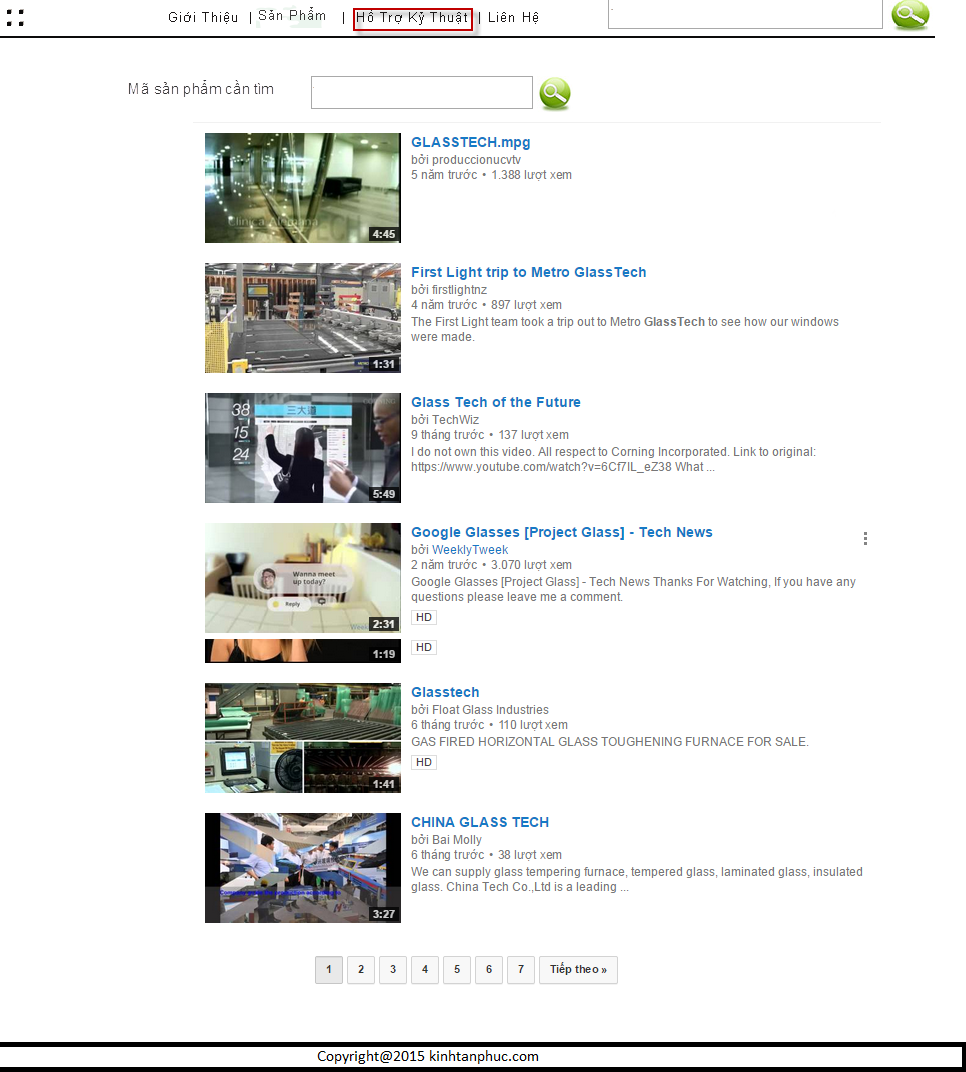 Giới Thiệu | Sản Phẩm | Hổ Trợ Kỷ Thuật | Liên Hệ
Mã sản phẩm cần tìm
Clinica Alemana
4:45
GLASSTECH.mpg
bởi produccionucvtv
5 năm trước • 1.388 lượt xem
1:31
First Light trip to Metro GlassTech
bởi firstlightnz
4 năm trước • 897 lượt xem
The First Light team took a trip out to Metro GlassTech to see how our windows
were made.
38
15
24
三大道
5:49
Glass Tech of the Future
bởi TechWiz
9 tháng trước • 137 lượt xem
I do not own this video. All respect to Corning Incorporated. Link to original:
https://www.youtube.com/watch?v=6Cf7IL_eZ38 What ...
Wanna meet
up today?
Reply
2:31
Google Glasses [Project Glass] - Tech News
bởi WeeklyTweek
2 năm trước • 3.070 lượt xem
Google Glasses [Project Glass] - Tech News Thanks For Watching, If you have any
questions please leave me a comment.
HD
1:19
HD
1:41
Glasstech
bởi Float Glass Industries
6 tháng trước • 110 lượt xem
GAS FIRED HORIZONTAL GLASS TOUGHENING FURNACE FOR SALE.
HD
3:27
CHINA GLASS TECH
bởi Bai Molly
6 tháng trước • 38 lượt xem
We can supply glass tempering furnace, tempered glass, laminated glass, insulated
glass. China Tech Co.,Ltd is a leading ...
1 2 3 4 5 6 7 Tiếp theo »
Copyright@2015 kinhtanphuc.com